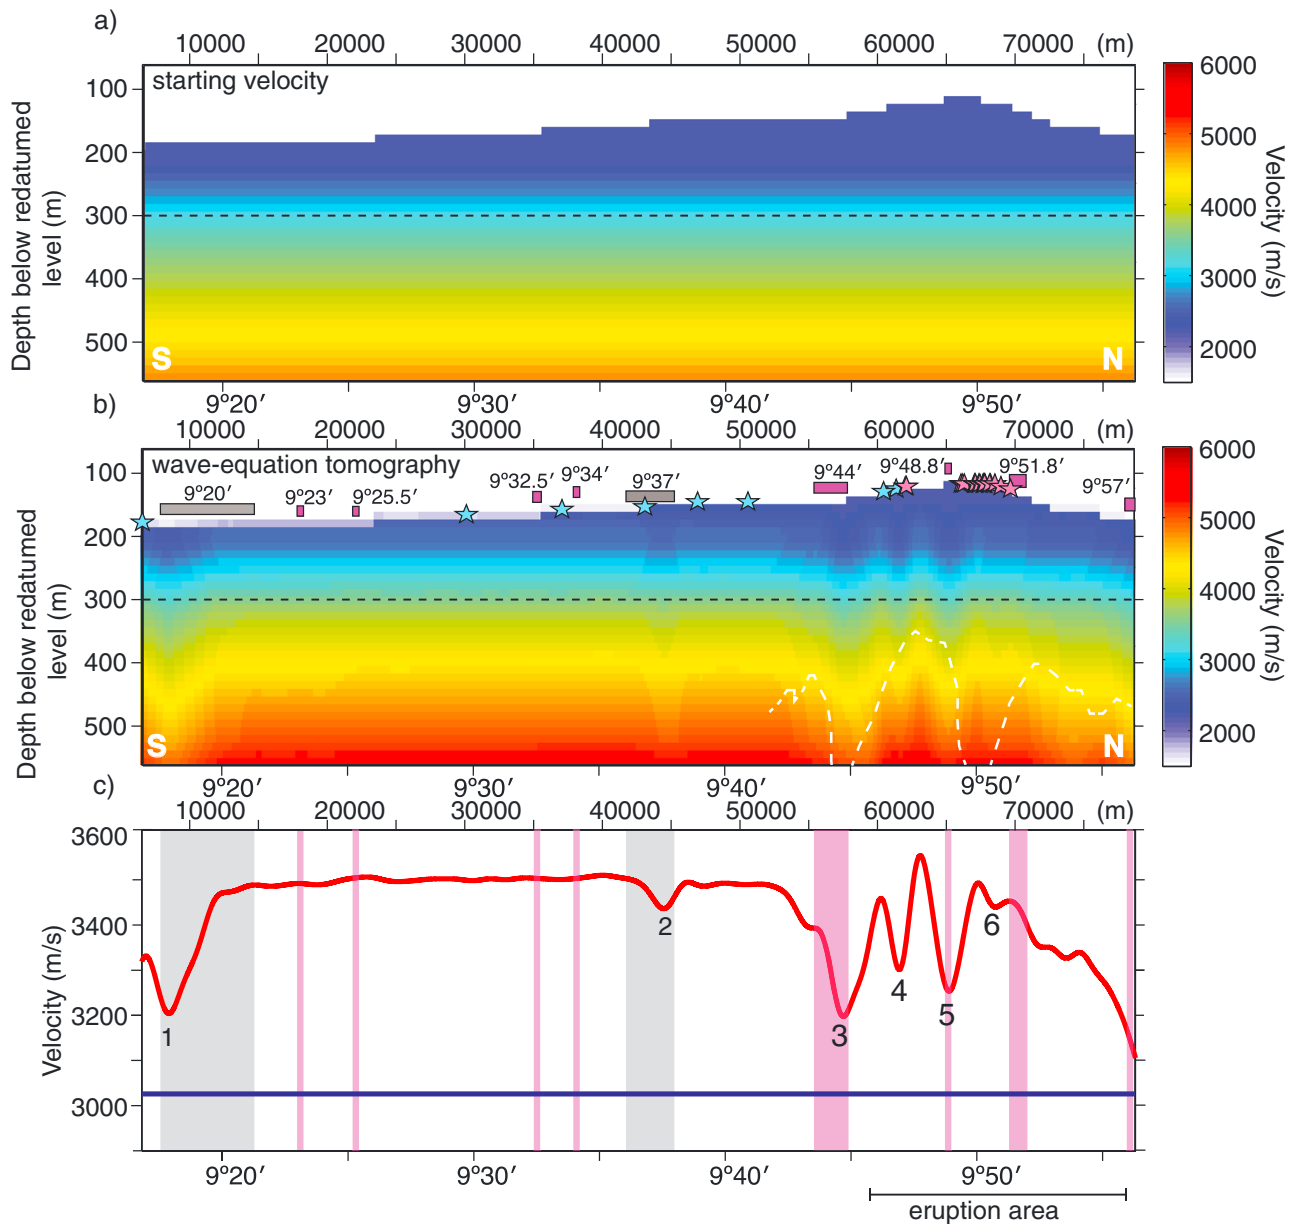 a)
10000 20000 30000 40000 50000 60000 70000 (m)
starting velocity
100
200
300
400
500
Depth below redatumed
level (m)
S
N
9°20′ 9°30′ 9°40′ 9°50′
6000
5000
4000
3000
2000
Velocity (m/s)
b)
10000 20000 30000 40000 50000 60000 70000 (m)
wave-equation tomography
9°20′ 9°23′ 9°25.5′ 9°32.5′ 9°34′ 9°37′ 9°44′ 9°48.8′ 9°51.8′ 9°57′
100
200
300
400
500
Depth below redatumed
level (m)
S
N
9°20′ 9°30′ 9°40′ 9°50′
6000
5000
4000
3000
2000
Velocity (m/s)
c)
10000 20000 30000 40000 50000 60000 70000 (m)
3600
3400
3200
3000
Velocity (m/s)
1
2
3
4
5
6
9°20′ 9°30′ 9°40′ 9°50′
eruption area